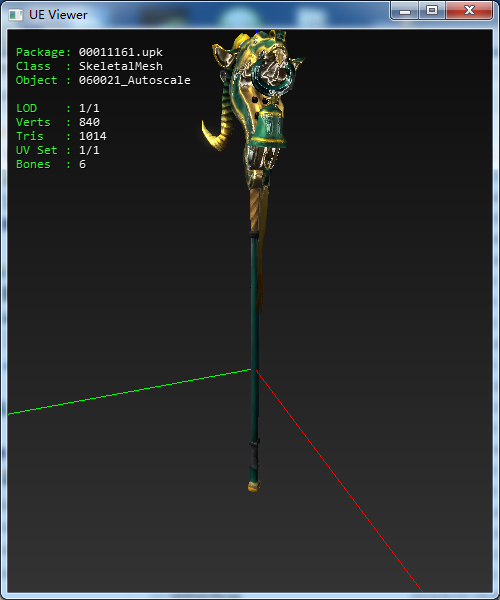 UE Viewer
Package: 00011161.upk
Class : SkeletalMesh
Object : 060021_Autoscale
LOD : 1/1
Verts : 840
Tris : 1014
UV Set : 1/1
Bones : 6